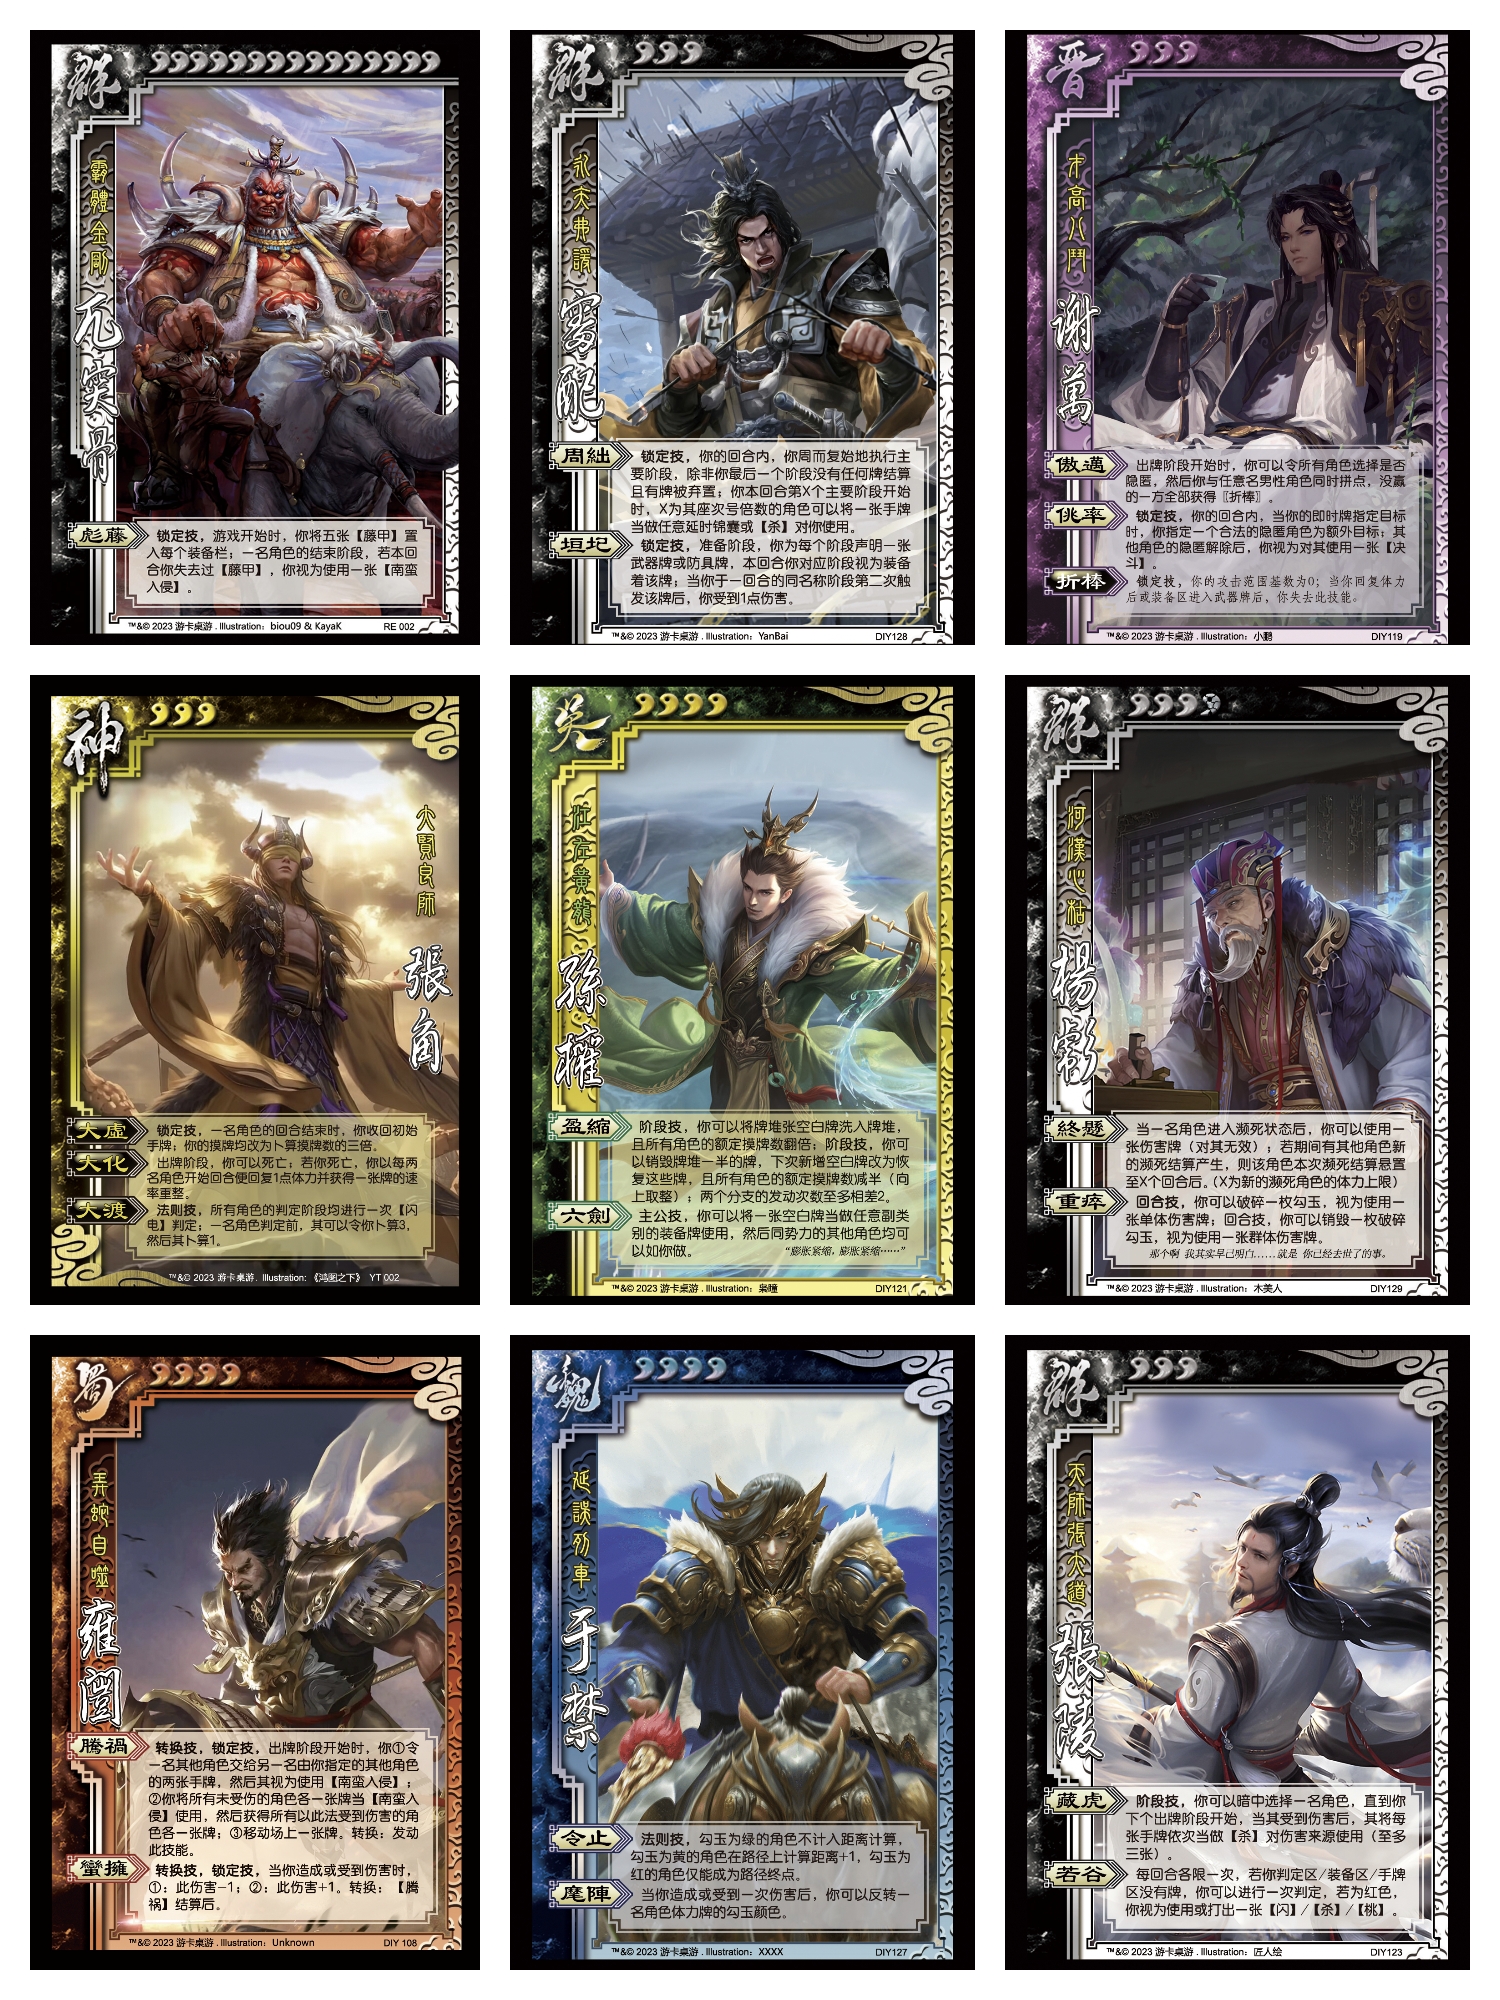 群
霸體金剛
兀突骨
彪藤
锁定技，游戏开始时，你将五张【藤甲】置
入每个装备栏；一名角色的结束阶段，若本回
合你失去过【藤甲】，你视为使用一张【南蛮
入侵】。
™&© 2023 游卡桌游 . Illustration：biou09 & KayaK
RE 002
群
矢天弗諼
審配
周絀
锁定技，你的回合内，你周而复始地执行主
要阶段，除非你最后一个阶段没有任何牌结算
且有牌被弃置；你本回合第X个主要阶段开始
时，X为其座次号倍数的角色可以将一张手牌
当做任意延时锦囊或【杀】对你使用。
垣圯
锁定技，准备阶段，你为每个阶段声明一张
武器牌或防具牌，本回合你对应阶段视为装备
着该牌；当你于一回合的同名称阶段第二次触
发该牌后，你受到1点伤害。
™&© 2023 游卡桌游 . Illustration：YanBai
DIY128
晋
才高八鬥
謝萬
傲邁
出牌阶段开始时，你可以令所有角色选择是否
隐匿，然后你与任意名男性角色同时拼点，没赢
的一方全部获得〖折棒〗。
佻率
锁定技，你的回合内，当你的即时牌指定目标
时，你指定一个合法的隐匿角色为额外目标；其
他角色的隐匿解除后，你视为对其使用一张【决
斗】。
折棒
锁定技，你的攻击范围基数为0；当你回复体力
后或装备区进入武器牌后，你失去此技能。
™&© 2023 游卡桌游 . Illustration：小鹏
DIY119
神
大賢良師
張角
大虚
锁定技，一名角色的回合结束时，你收回初始
手牌；你的摸牌均改为卜算摸牌数的三倍。
大化
出牌阶段，你可以死亡；若你死亡，你以每两
名角色开始回合便回复1点体力并获得一张牌的速
率重整。
大渡
法则技，所有角色的判定阶段均进行一次【闪
电】判定；一名角色判定前，其可以令你卜算3，
然后其卜算1。
™&© 2023 游卡桌游 . Illustration：《鸿图之下》 YT 002
吴
江左黃龍
孫權
盈縮
阶段技，你可以将牌堆张空白牌洗入牌堆，
且所有角色的额定摸牌数翻倍；阶段技，你可
以销毁牌堆一半的牌，下次新增空白牌改为恢
复这些牌，且所有角色的额定摸牌数减半（向
上取整）；两个分支的发动次数至多相差2。
六劍
主公技，你可以将一张空白牌当做任意副类
别的装备牌使用，然后同势力的其他角色均可
以如你做。
“膨胀紧缩，膨胀紧缩……”
™&© 2023 游卡桌游 . Illustration：枭瞳
DIY121
群
河漢心枯
楊彪
終懸
当一名角色进入濒死状态后，你可以使用一
张伤害牌（对其无效）；若期间有其他角色新
的濒死结算产生，则该角色本次濒死结算悬置
至X个回合后。（X为新的濒死角色的体力上限）
重瘁
回合技，你可以破碎一枚勾玉，视为使用一
张单体伤害牌；回合技，你可以销毁一枚破碎
勾玉，视为使用一张群体伤害牌。
那个啊 我其实早已明白……就是 你已经去世了的事。
™&© 2023 游卡桌游 . Illustration：木美人
DIY129
蜀
弄蛇自噬
雍闿
騰禍
转换技，锁定技，出牌阶段开始时，你①令
一名其他角色交给另一名由你指定的其他角色
的两张手牌，然后其视为使用【南蛮入侵】；
②你将所有未受伤的角色各一张牌当【南蛮入
侵】使用，然后获得所有以此法受到伤害的角
色各一张牌；③移动场上一张牌。转换：发动
此技能。
蠻擁
转换技，锁定技，当你造成或受到伤害时，
①：此伤害-1；②：此伤害+1。转换：【腾
祸】结算后。
™&© 2023 游卡桌游 . Illustration：Unknown
DIY 108
魏
延誤列車
于禁
令止
法则技，勾玉为绿的角色不计入距离计算，
勾玉为黄的角色在路径上计算距离+1，勾玉为
红的角色仅能成为路径终点。
麾陣
当你造成或受到一次伤害后，你可以反转一
名角色体力牌的勾玉颜色。
™&© 2023 游卡桌游 . Illustration：XXXX
DIY127
群
天師張大道
張陵
藏虎
阶段技，你可以暗中选择一名角色，直到你
下个出牌阶段开始，当其受到伤害后，其将每
张手牌依次当做【杀】对伤害来源使用（至多
三张）。
若谷
每回合各限一次，若你判定区/装备区/手牌
区没有牌，你可以进行一次判定，若为红色，
你视为使用或打出一张【闪】/【杀】/【桃】。
™&© 2023 游卡桌游 . Illustration：匠人绘
DIY123